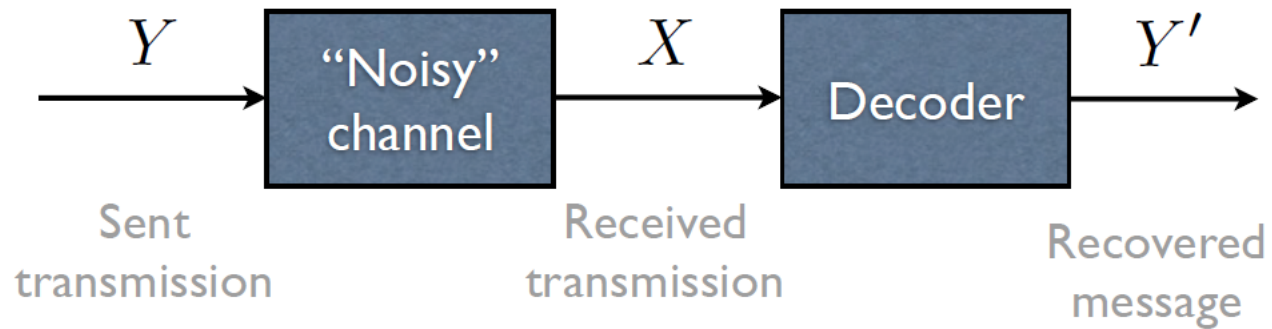 Y
“Noisy”
channel
X
Decoder
Y′
Sent
transmission
Received
transmission
Recovered
message